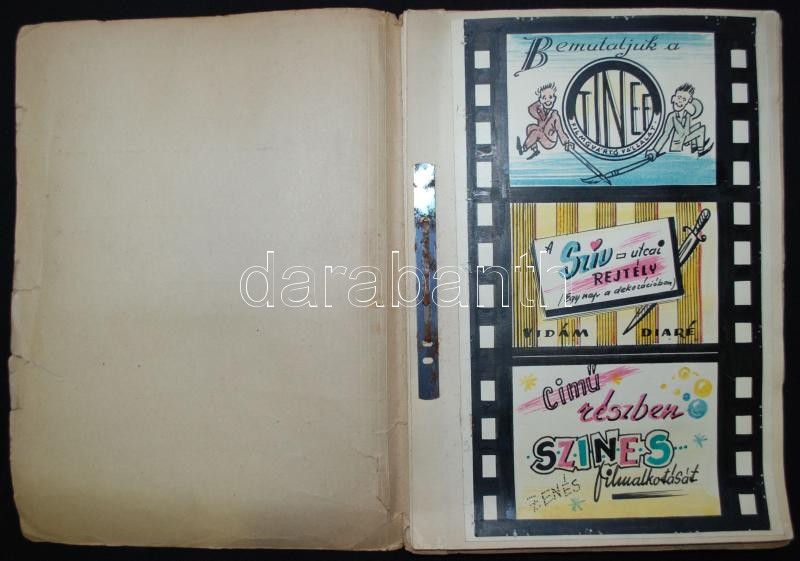 Bemutatjuk a
TINEF
FILMGYÁRTÓ VÁLLALAT
A
Szív-utcai
REJTÉLY
(Egy nap a dekorációban)
VIDÁM DIARÉ
darabanth
Című
részben
SZINES...
ZENÉS filmalkotását